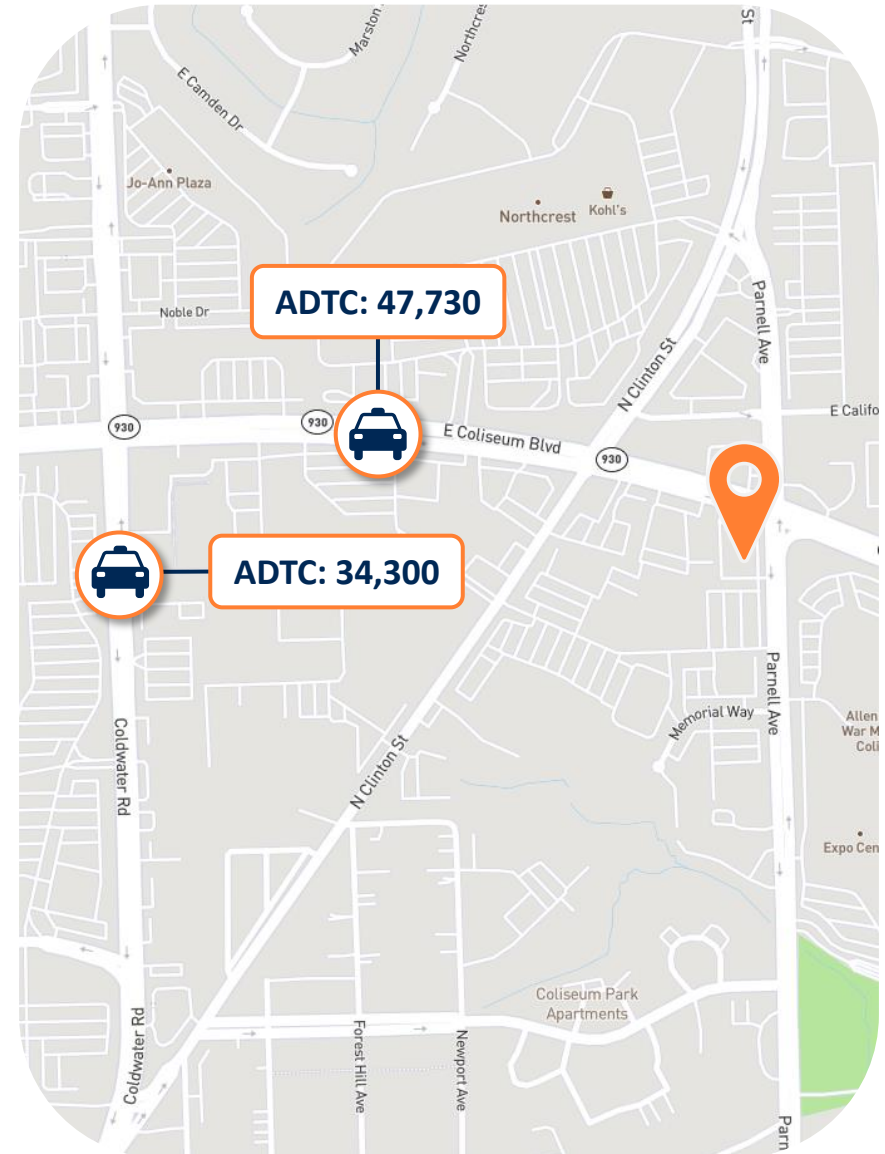 St
Marston
Northcres
E Camden Dr
Jo-Ann Plaza
Northcrest
Kohl's
ADTC: 47,730
Noble Dr
Parnell Ave
N Clinton St
E Califo
930
930
E Coliseum Blvd
930
ADTC: 34,300
Parnell Ave
Memorial Way
Allen
War M
Coli
Coldwater Rd
N Clinton St
Expo Cen
Coliseum Park
Apartments
Coldwater Rd
Forest Hill Ave
Newport Ave
Parn